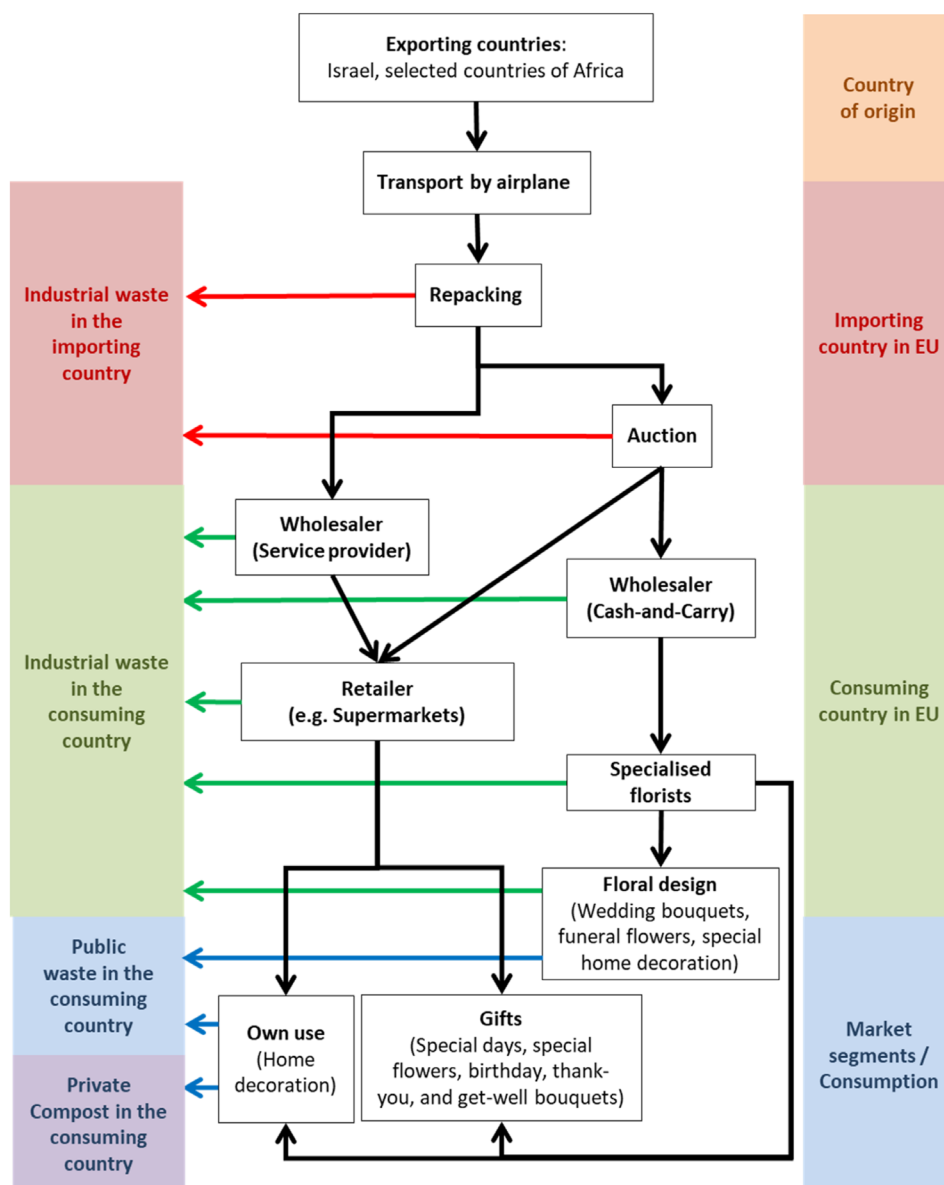 Exporting countries:
Israel, selected countries of Africa
Country
of origin
Transport by airplane
Repacking
Industrial waste
in the
importing
country
Importing
country in EU
Auction
Wholesaler
(Service provider)
Wholesaler
(Cash-and-Carry)
Industrial waste
in the
consuming
country
Retailer
(e.g. Supermarkets)
Consuming
country in EU
Specialised
florists
Floral design
(Wedding bouquets,
funeral flowers, special
home decoration)
Public
waste in the
consuming
country
Own use
(Home
decoration)
Gifts
(Special days, special
flowers, birthday, thank-
you, and get-well bouquets)
Market
segments /
Consumption
Private
Compost in the
consuming
country